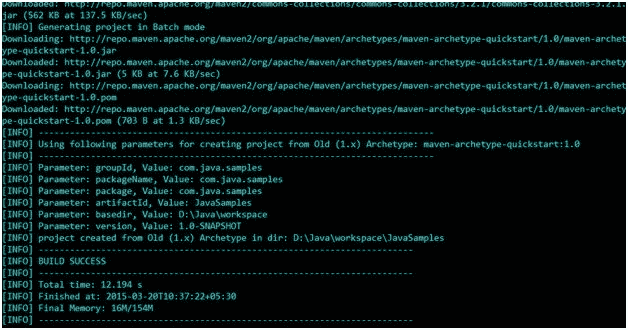 Downloaded: http://repo.maven.apache.org/maven2/commons-collections/commons-collections/3.2.1/commons-collections-3.2.1.
jar (562 KB at 137.5 KB/sec)
[INFO] Generating project in Batch mode
Downloading: http://repo.maven.apache.org/maven2/org/apache/maven/archetypes/maven-archetype-quickstart/1.0/maven-archet
ype-quickstart-1.0.jar
Downloaded: http://repo.maven.apache.org/maven2/org/apache/maven/archetypes/maven-archetype-quickstart/1.0/maven-archety
pe-quickstart-1.0.jar (5 KB at 7.6 KB/sec)
Downloading: http://repo.maven.apache.org/maven2/org/apache/maven/archetypes/maven-archetype-quickstart/1.0/maven-archet
ype-quickstart-1.0.pom
Downloaded: http://repo.maven.apache.org/maven2/org/apache/maven/archetypes/maven-archetype-quickstart/1.0/maven-archety
pe-quickstart-1.0.pom (703 B at 1.3 KB/sec)
[INFO] ----------------------------------------------------------------------------
[INFO] Using following parameters for creating project from Old (1.x) Archetype: maven-archetype-quickstart:1.0
[INFO] ----------------------------------------------------------------------------
[INFO] Parameter: groupId, Value: com.java.samples
[INFO] Parameter: packageName, Value: com.java.samples
[INFO] Parameter: package, Value: com.java.samples
[INFO] Parameter: artifactId, Value: JavaSamples
[INFO] Parameter: basedir, Value: D:\Java\workspace
[INFO] Parameter: version, Value: 1.0-SNAPSHOT
[INFO] project created from Old (1.x) Archetype in dir: D:\Java\workspace\JavaSamples
[INFO] ------------------------------------------------------------------------
[INFO] BUILD SUCCESS
[INFO] ------------------------------------------------------------------------
[INFO] Total time: 12.194 s
[INFO] Finished at: 2015-03-20T10:37:22+05:30
[INFO] Final Memory: 16M/154M
[INFO] ------------------------------------------------------------------------